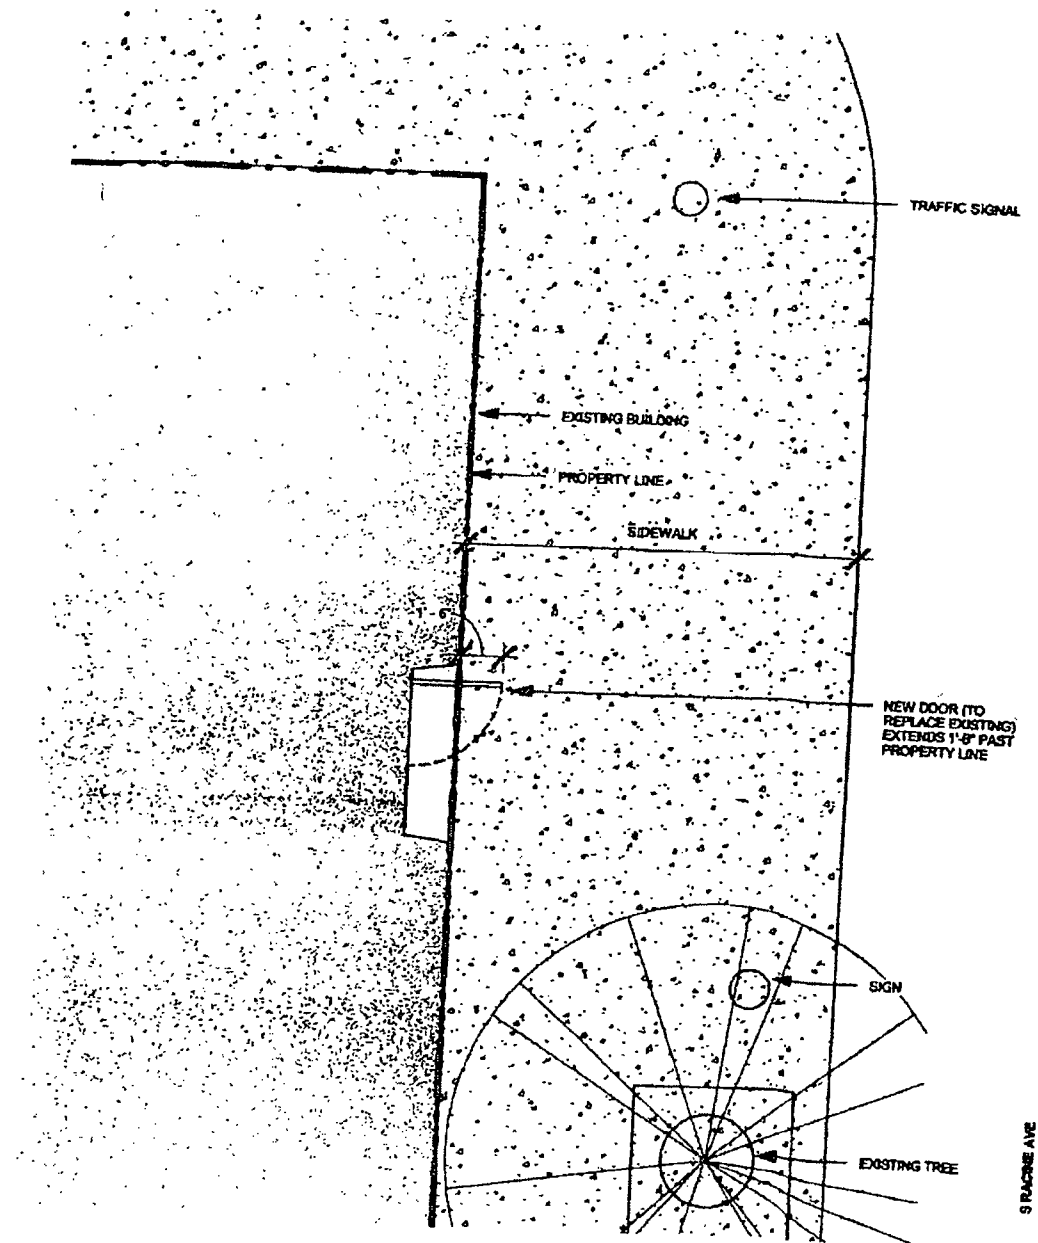 TRAFFIC SIGNAL
EXISTING BUILDING
PROPERTY LINE
SIDEWALK
NEW DOOR (TO
REPLACE EXISTING)
EXTENDS 1'-6" PAST
PROPERTY LINE
SIGN
EXISTING TREE
S RACINE AVE